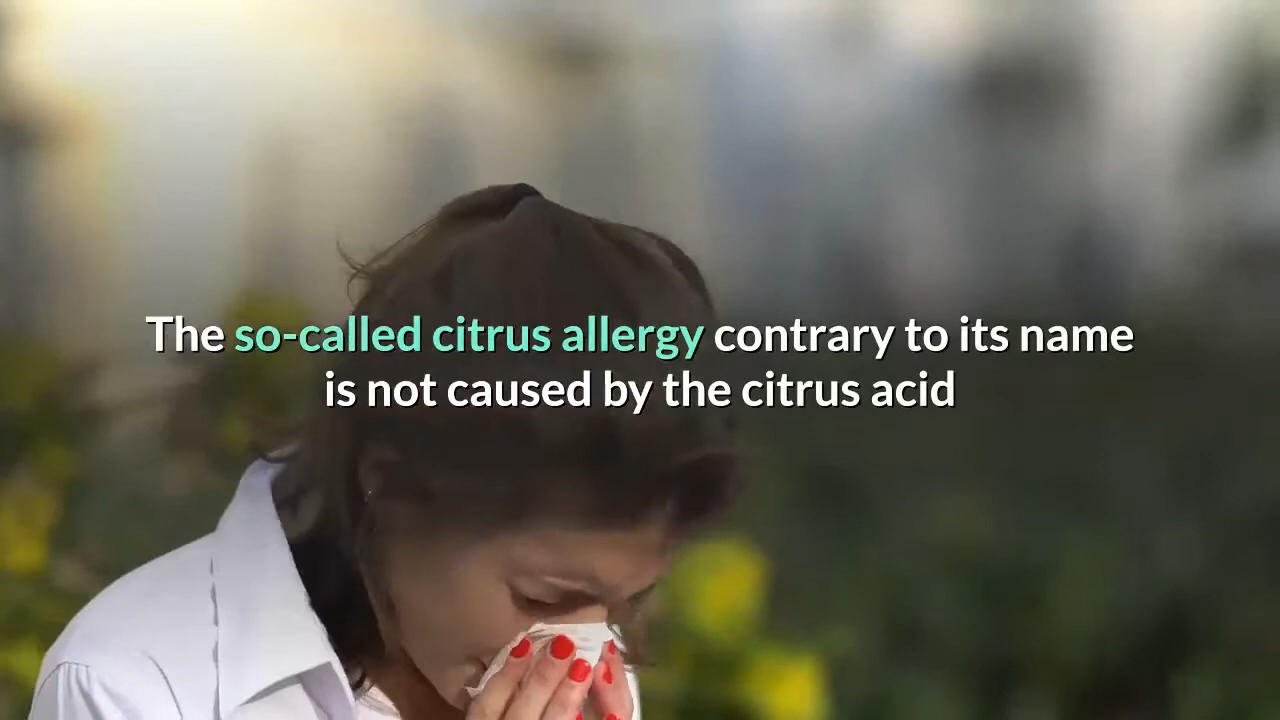 The so-called citrus allergy contrary to its name
is not caused by the citrus acid